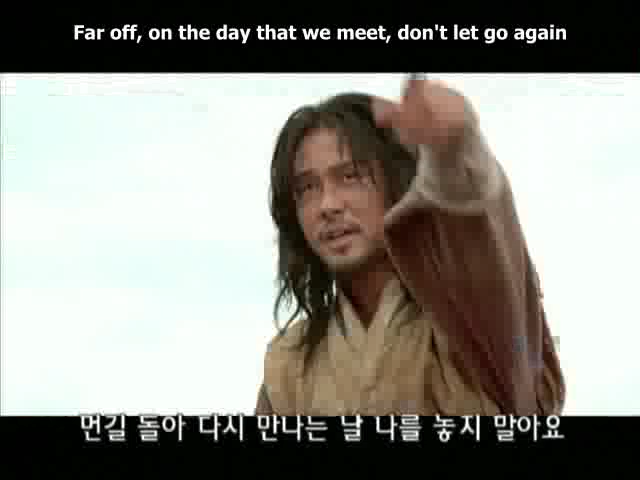 Far off, on the day that we meet, don't let go again
먼길 돌아 다시 만나는 날 나를 놓지 말아요